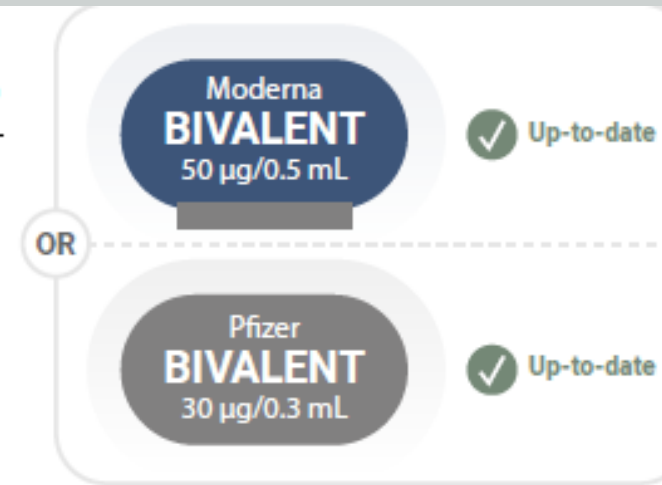 Moderna
BIVALENT
50 µg/0.5 mL
Up-to-date
OR
Pfizer
BIVALENT
30 µg/0.3 mL
Up-to-date